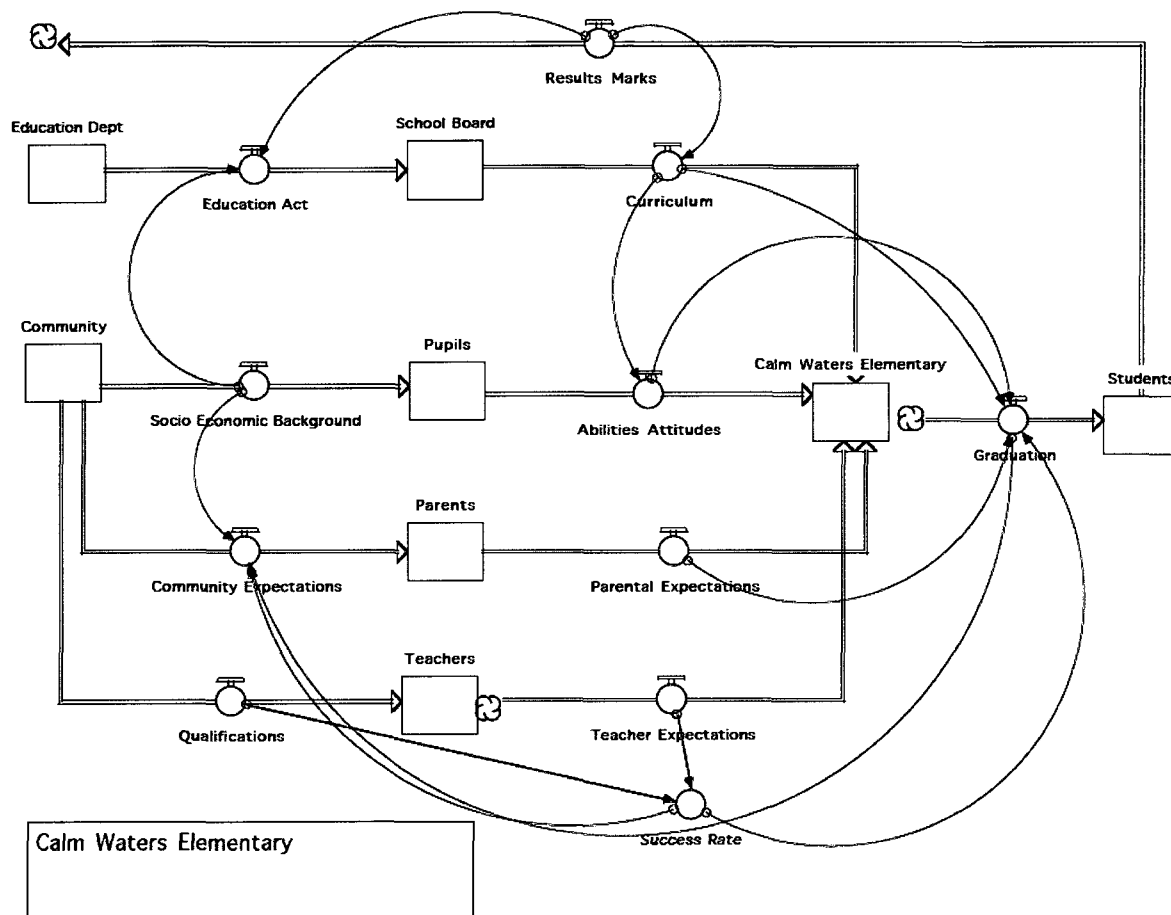 Results Marks
Education Dept
School Board
Education Act
Curriculum
Community
Pupils
Calm Waters Elementary
Students
Socio Economic Background
Abilities Attitudes
Graduation
Parents
Community Expectations
Parental Expectations
Teachers
Qualifications
Teacher Expectations
Success Rate
Calm Waters Elementary